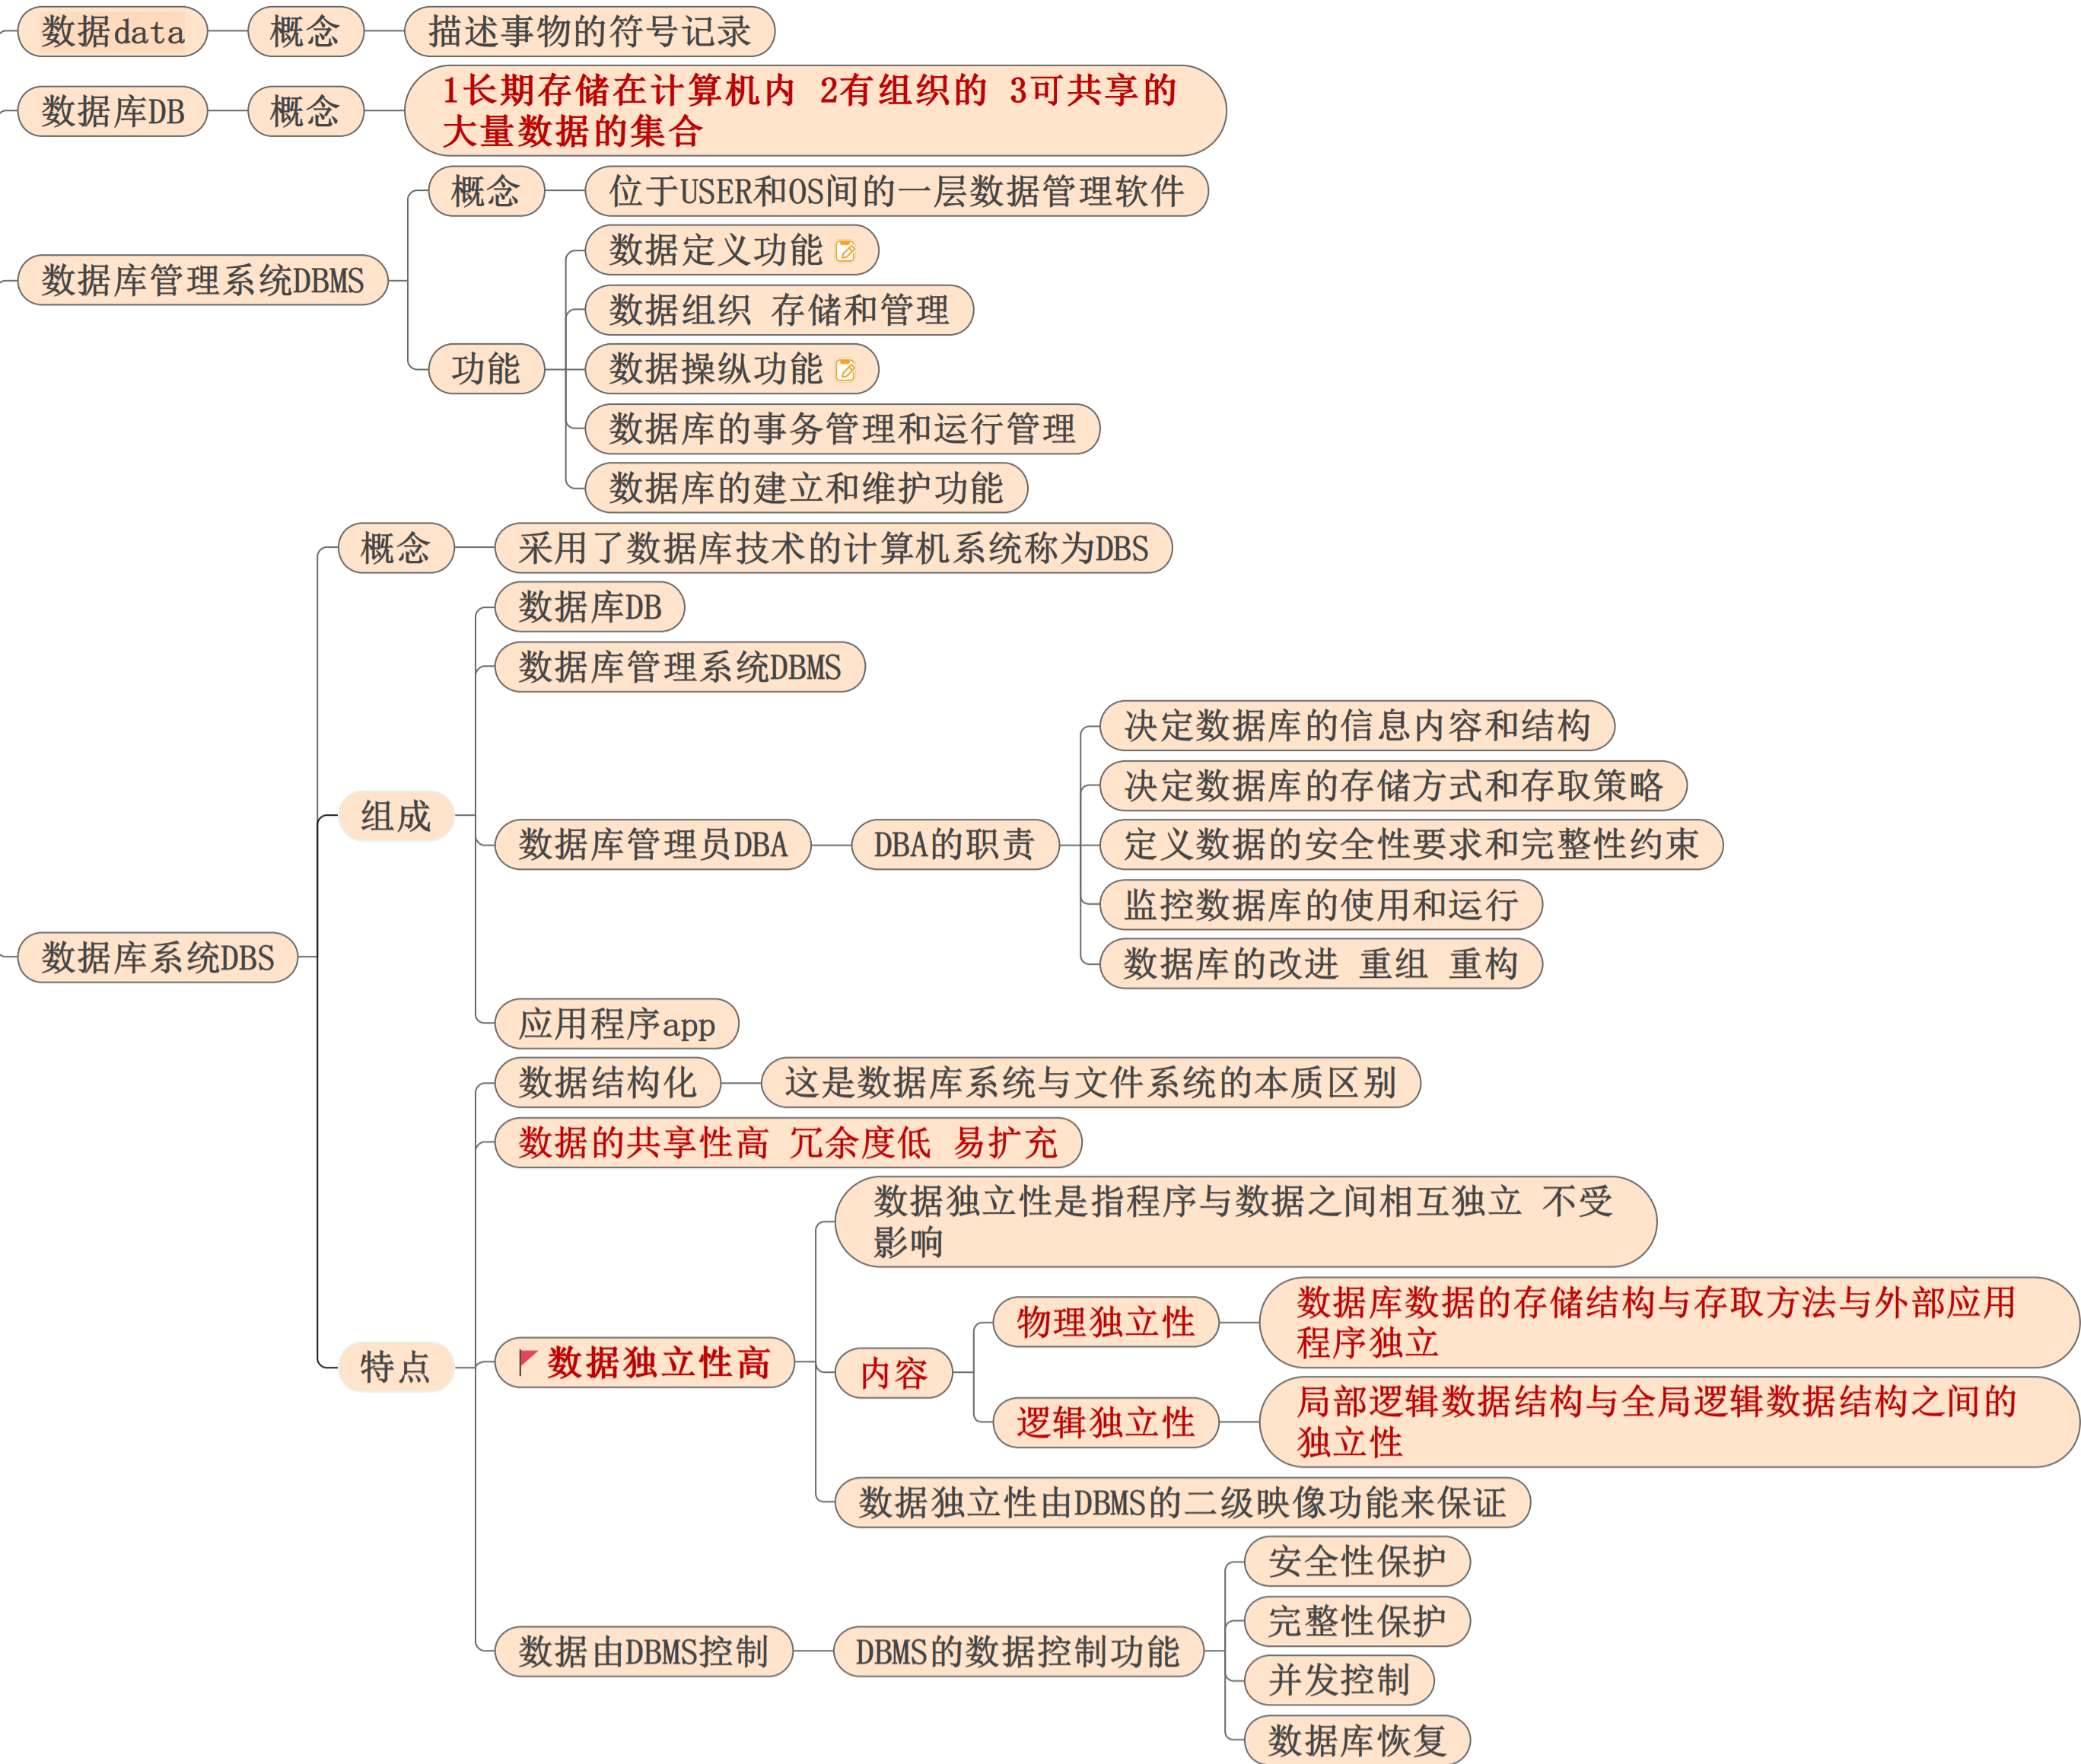 数据data
概念
描述事物的符号记录
数据库DB
概念
1长期存储在计算机内 2有组织的 3可共享的
大量数据的集合
数据库管理系统DBMS
概念
位于USER和OS间的一层数据管理软件
功能
数据定义功能
数据组织 存储和管理
数据操纵功能
数据库的事务管理和运行管理
数据库的建立和维护功能
数据库系统DBS
概念
采用了数据库技术的计算机系统称为DBS
组成
数据库DB
数据库管理系统DBMS
数据库管理员DBA
DBA的职责
决定数据库的信息内容和结构
决定数据库的存储方式和存取策略
定义数据的安全性要求和完整性约束
监控数据库的使用和运行
数据库的改进 重组 重构
应用程序app
特点
数据结构化
这是数据库系统与文件系统的本质区别
数据的共享性高 冗余度低 易扩充
数据独立性高
数据独立性是指程序与数据之间相互独立 不受
影响
内容
物理独立性
数据库数据的存储结构与存取方法与外部应用
程序独立
逻辑独立性
局部逻辑数据结构与全局逻辑数据结构之间的
独立性
数据独立性由DBMS的二级映像功能来保证
数据由DBMS控制
DBMS的数据控制功能
安全性保护
完整性保护
并发控制
数据库恢复